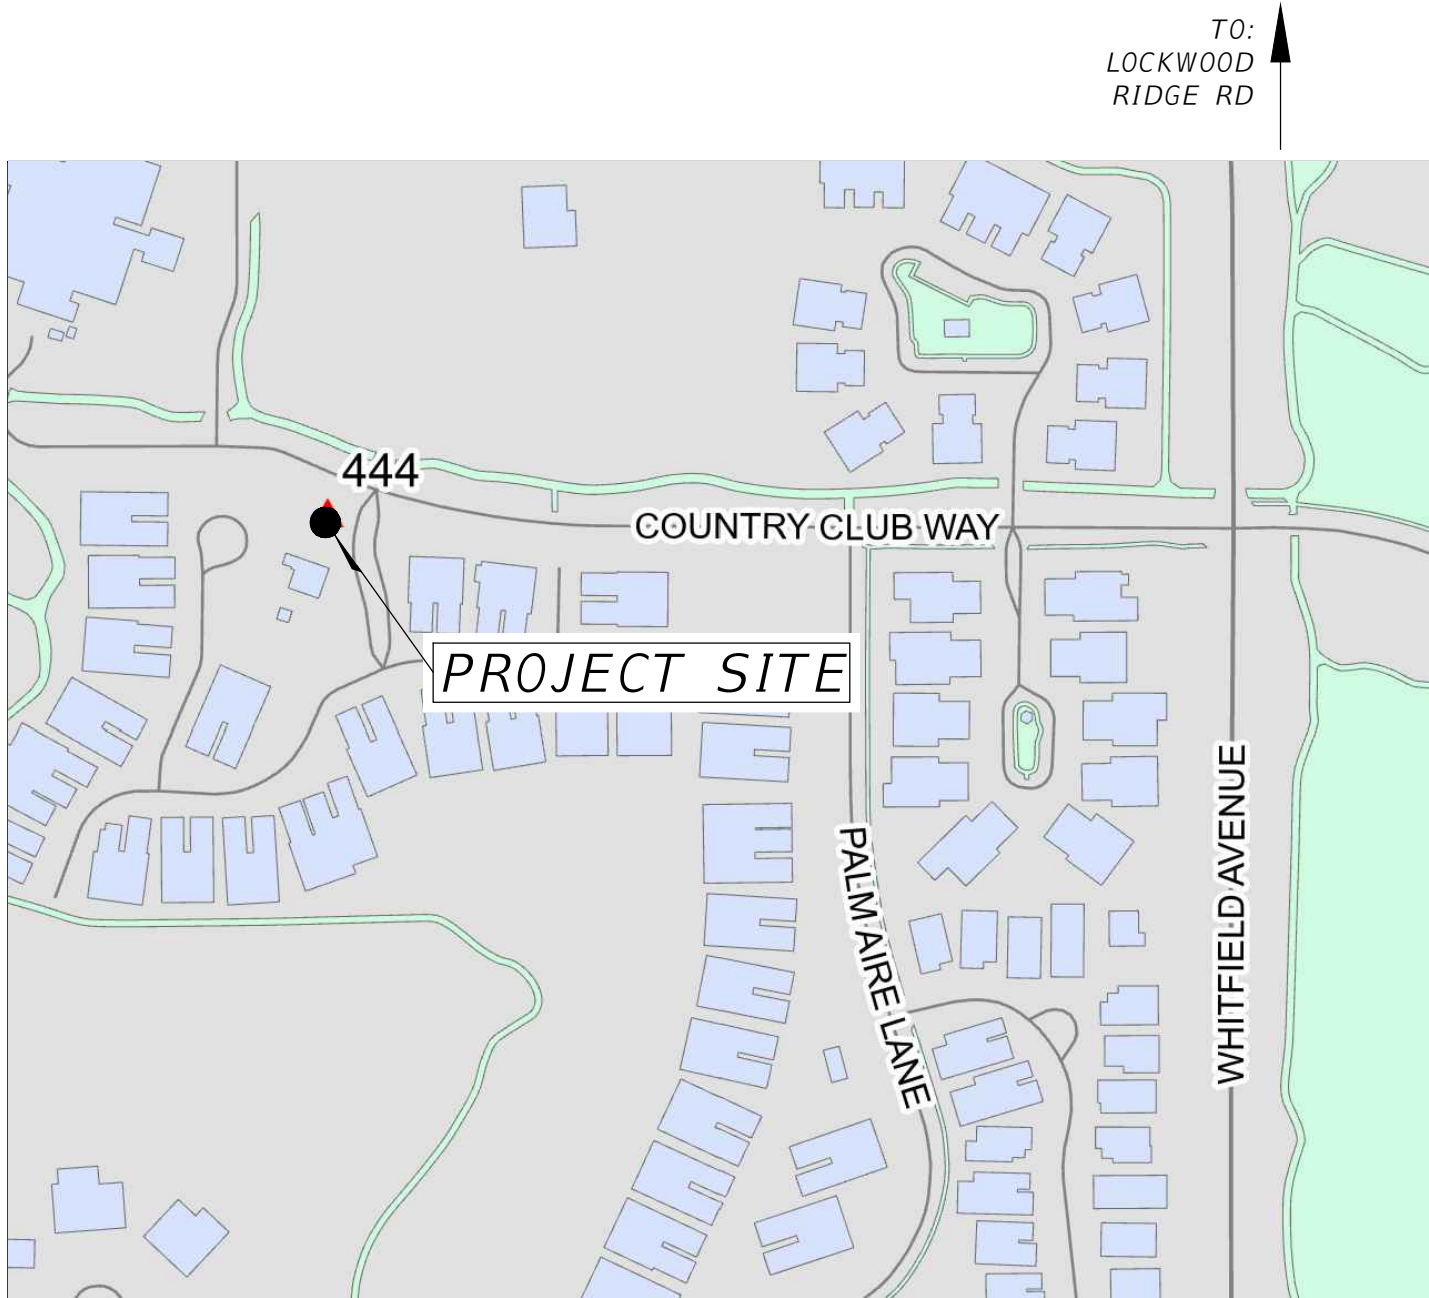 TO:
LOCKWOOD
RIDGE RD
444
COUNTRY CLUB WAY
PROJECT SITE
PALM AIRE LANE
WHITFIELD AVENUE